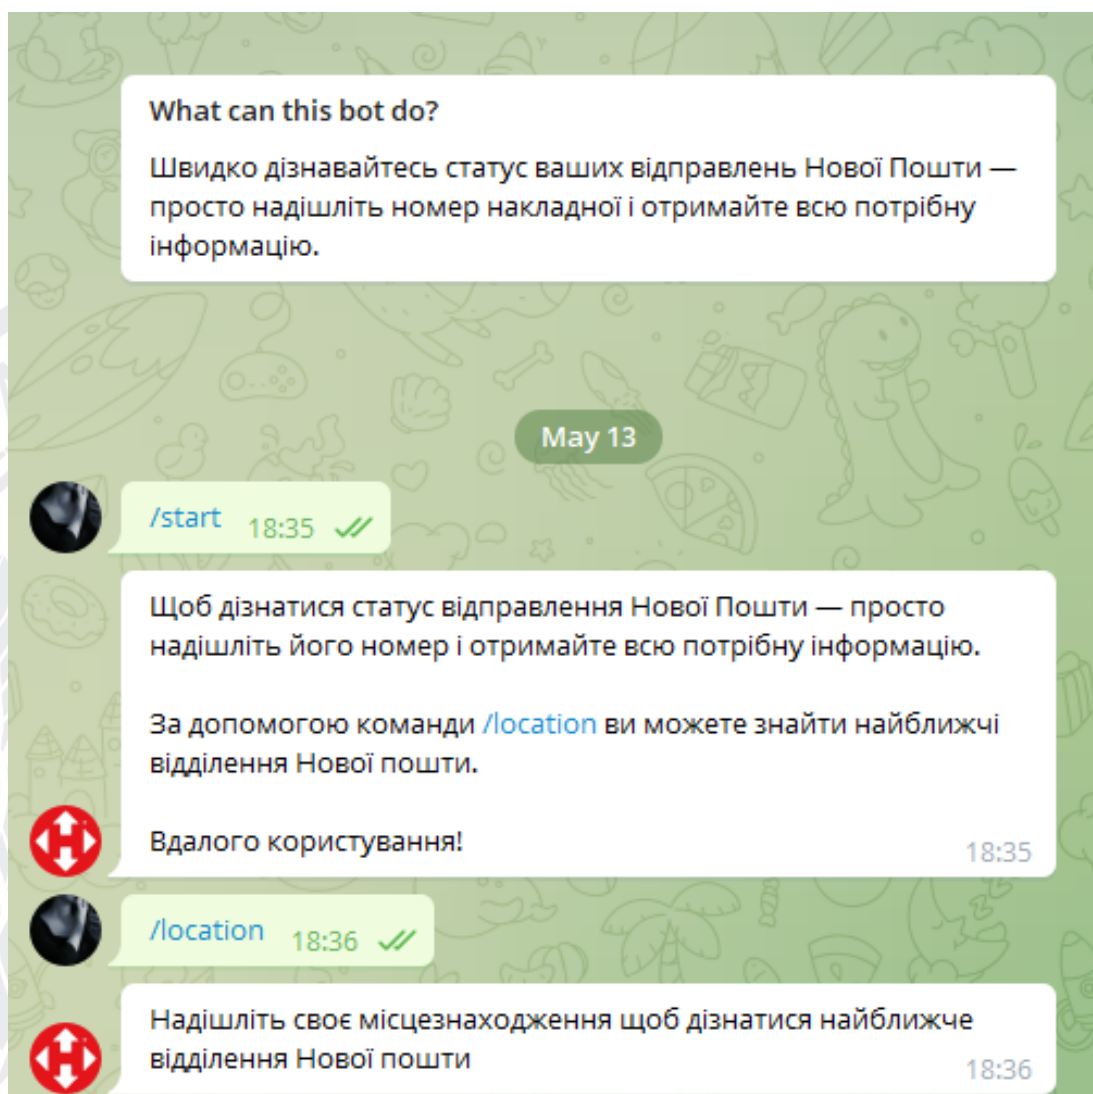 What can this bot do?
Швидко дізнавайтесь статус ваших відправлень Нової Пошти —
просто надішліть номер накладної і отримайте всю потрібну
інформацію.
May 13
/start 18:35
Щоб дізнатися статус відправлення Нової Пошти — просто
надішліть його номер і отримайте всю потрібну інформацію.
За допомогою команди /location ви можете знайти найближчі
відділення Нової пошти.
Вдалого користування!
18:35
/location 18:36
Надішліть своє місцезнаходження щоб дізнатися найближче
відділення Нової пошти
18:36